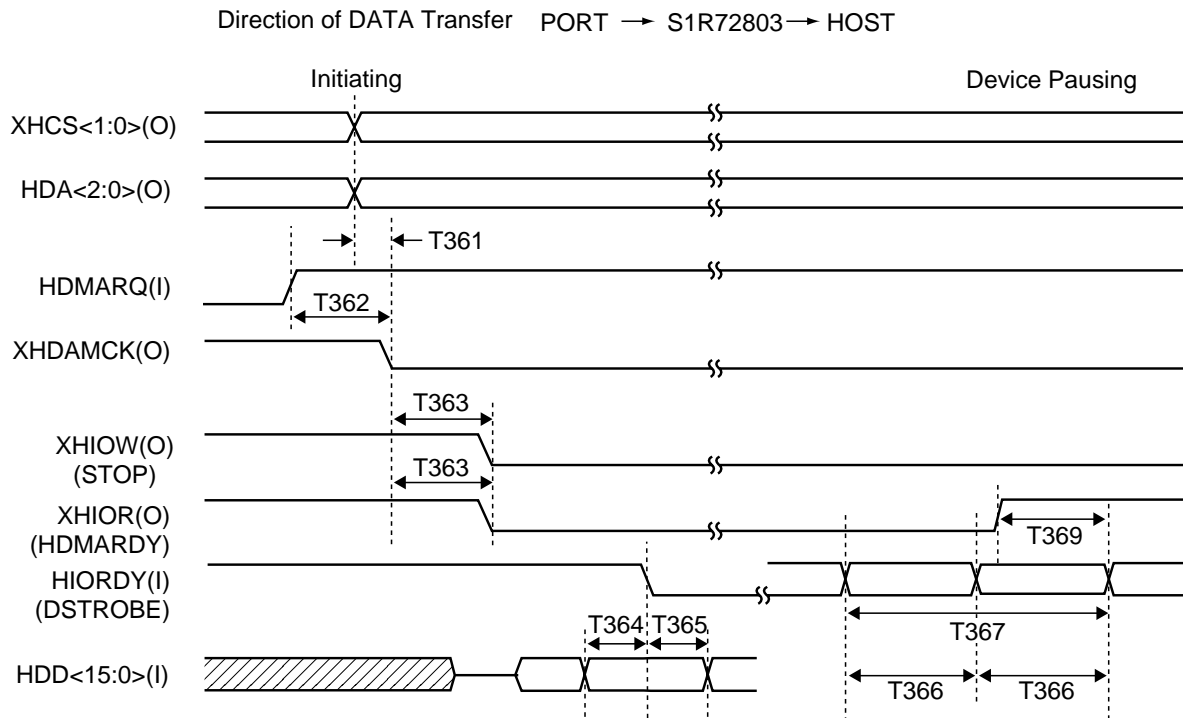 Direction of DATA Transfer PORT → S1R72803 → HOST
Initiating
Device Pausing
XHCS<1:0>(O)
HDA<2:0>(O)
T361
HDMARQ(I)
T362
XHDAMCK(O)
T363
XHIOW(O)
(STOP)
T363
XHIOR(O)
(HDMARDY)
T369
HIORDY(I)
(DSTROBE)
T364
T365
T367
HDD<15:0>(I)
T366
T366